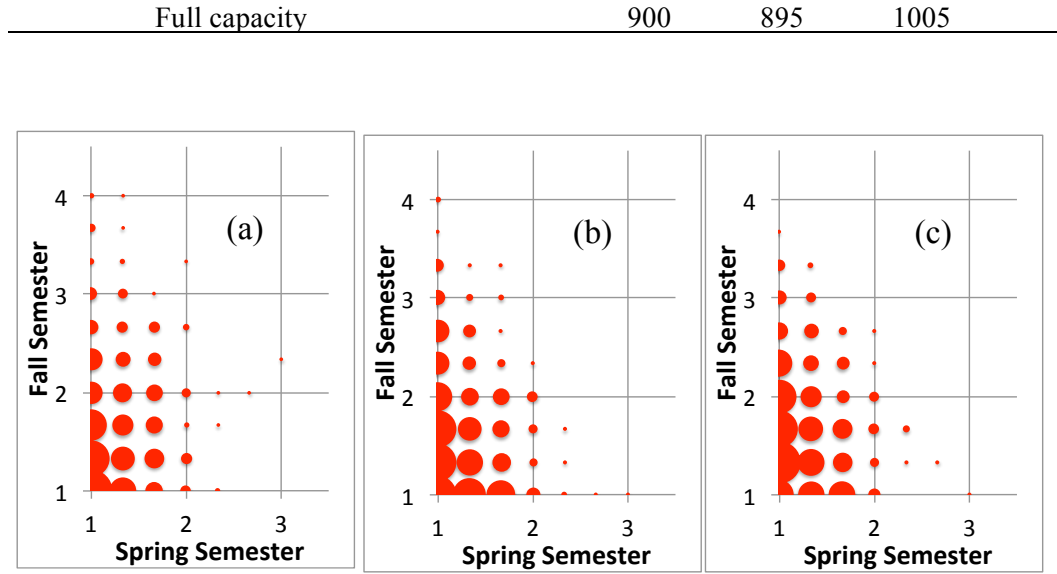 Full capacity 900 895 1005
4
3
2
1
Fall Semester
(a)
1 2 3
Spring Semester
4
3
2
1
Fall Semester
(b)
1 2 3
Spring Semester
4
3
2
1
Fall Semester
(c)
1 2 3
Spring Semester